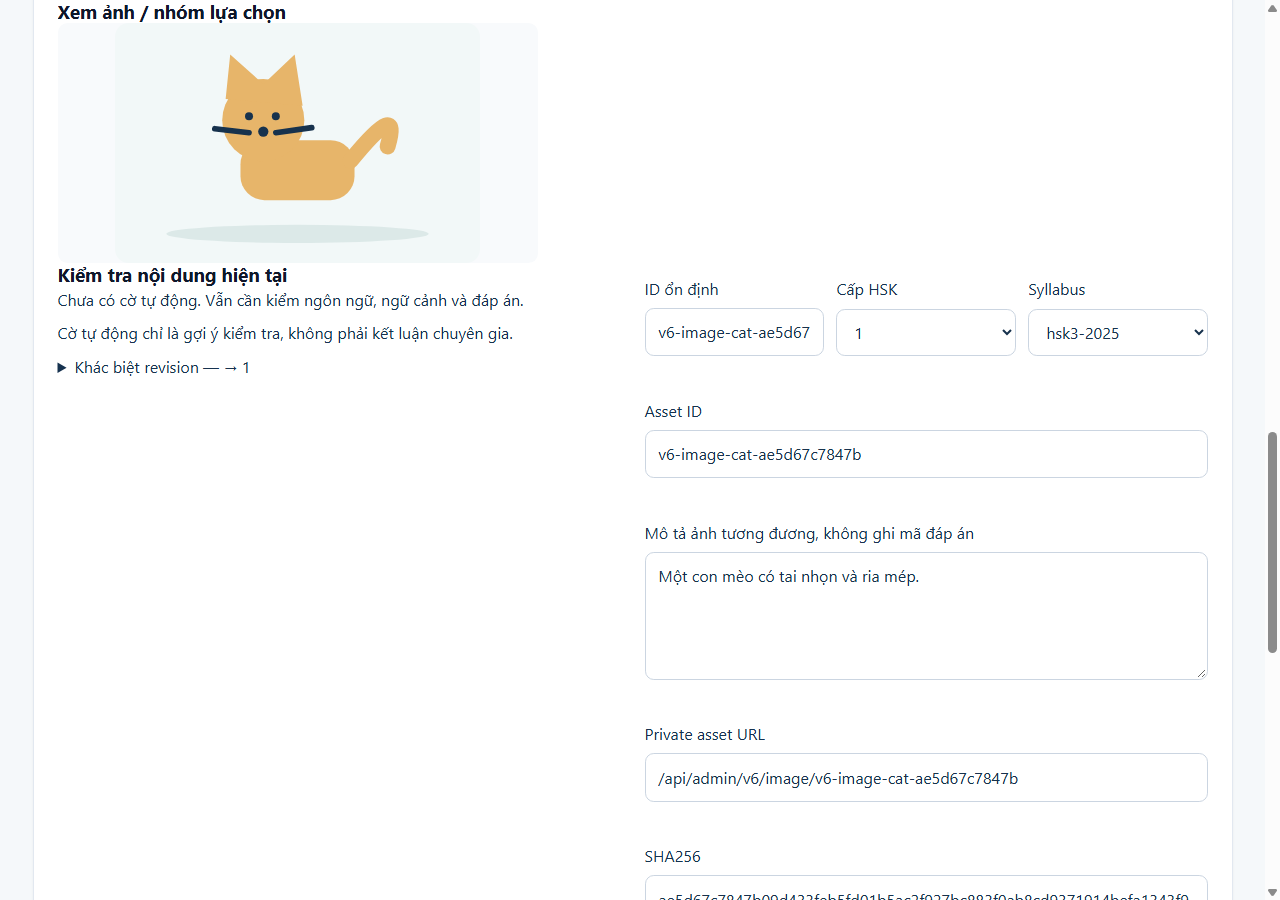 Xem ảnh / nhóm lựa chọn
Kiểm tra nội dung hiện tại
Chưa có cờ tự động. Vẫn cần kiểm ngôn ngữ, ngữ cảnh và đáp án.
Cờ tự động chỉ là gợi ý kiểm tra, không phải kết luận chuyên gia.
Khác biệt revision — → 1
ID ổn định
Cấp HSK
Syllabus
v6-image-cat-ae5d67
1
hsk3-2025
Asset ID
v6-image-cat-ae5d67c7847b
Mô tả ảnh tương đương, không ghi mã đáp án
Một con mèo có tai nhọn và ria mép.
Private asset URL
/api/admin/v6/image/v6-image-cat-ae5d67c7847b
SHA256